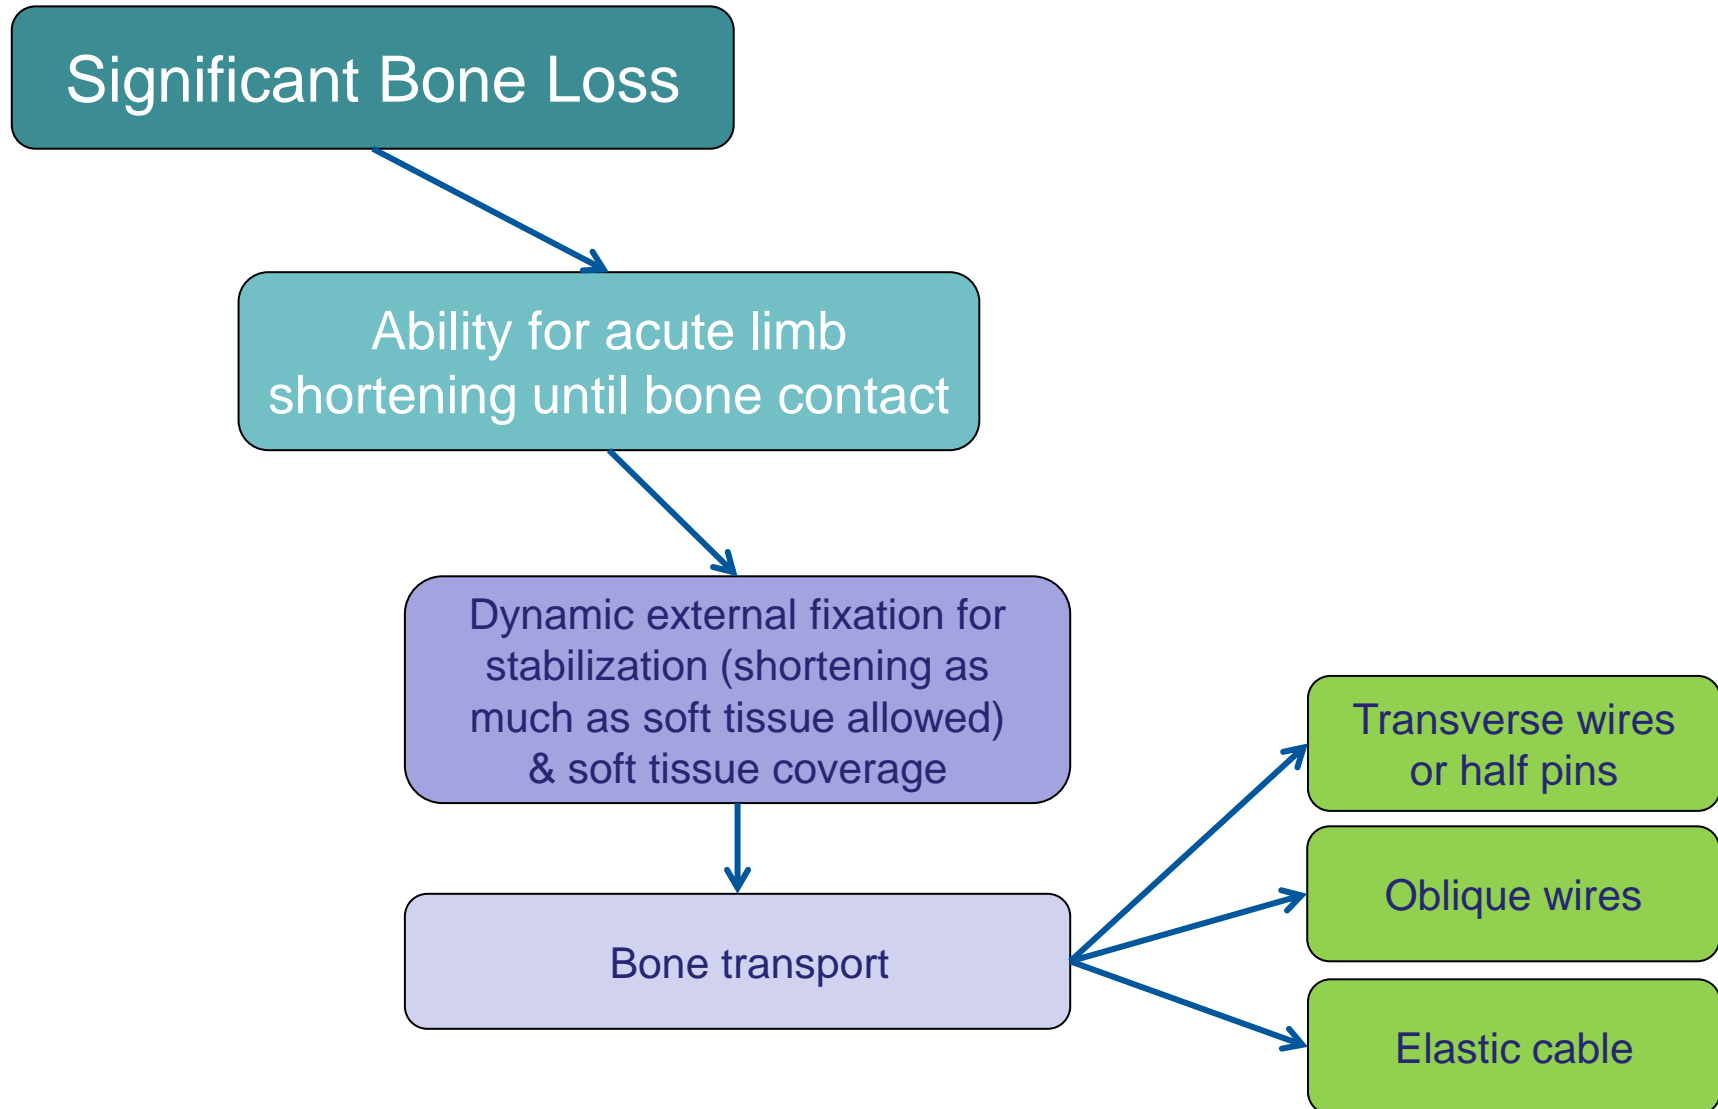 Significant Bone Loss
Ability for acute limb
shortening until bone contact
Dynamic external fixation for
stabilization (shortening as
much as soft tissue allowed)
& soft tissue coverage
Bone transport
Transverse wires
or half pins
Oblique wires
Elastic cable